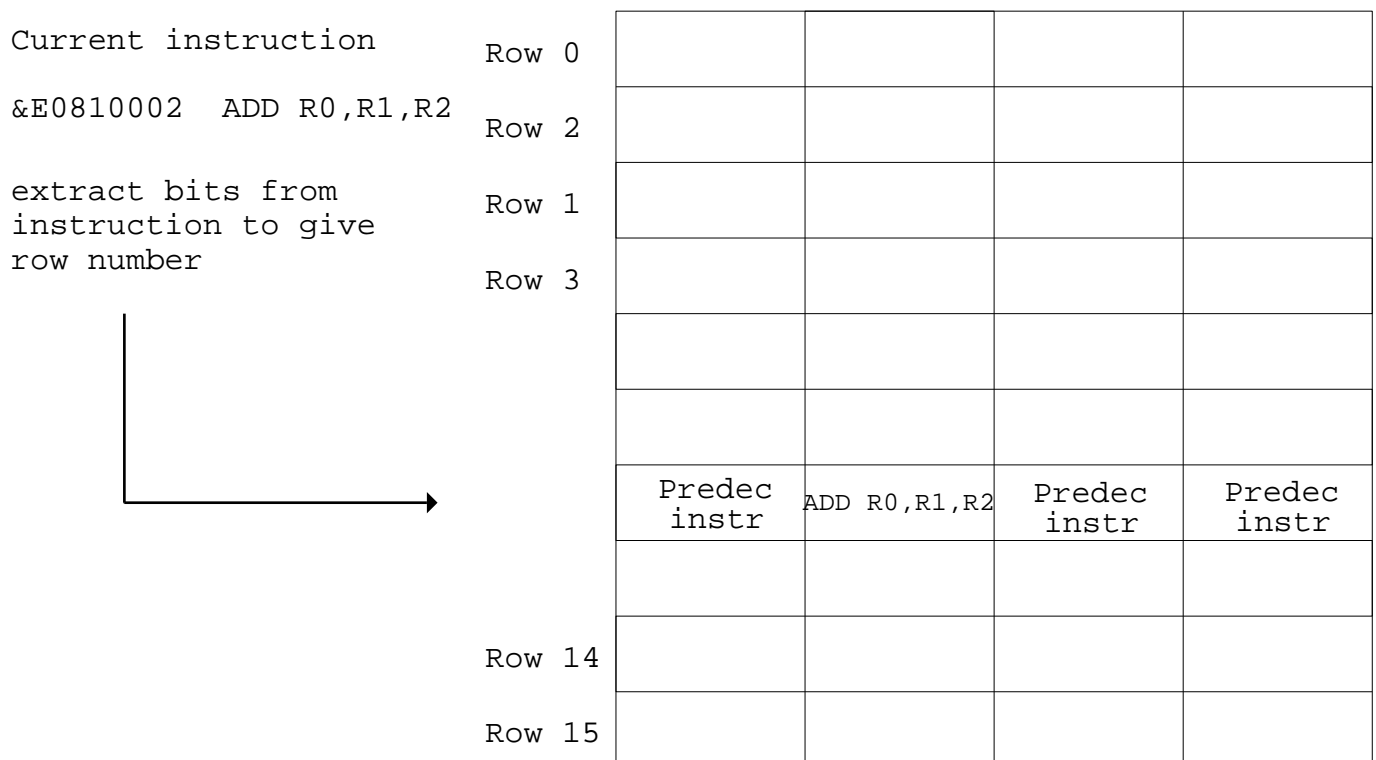 Current instruction
&E0810002  ADD R0,R1,R2
extract bits from
instruction to give
row number
Row 0
Row 2
Row 1
Row 3
Predec
instr
ADD R0,R1,R2
Predec
instr
Predec
instr
Row 14
Row 15